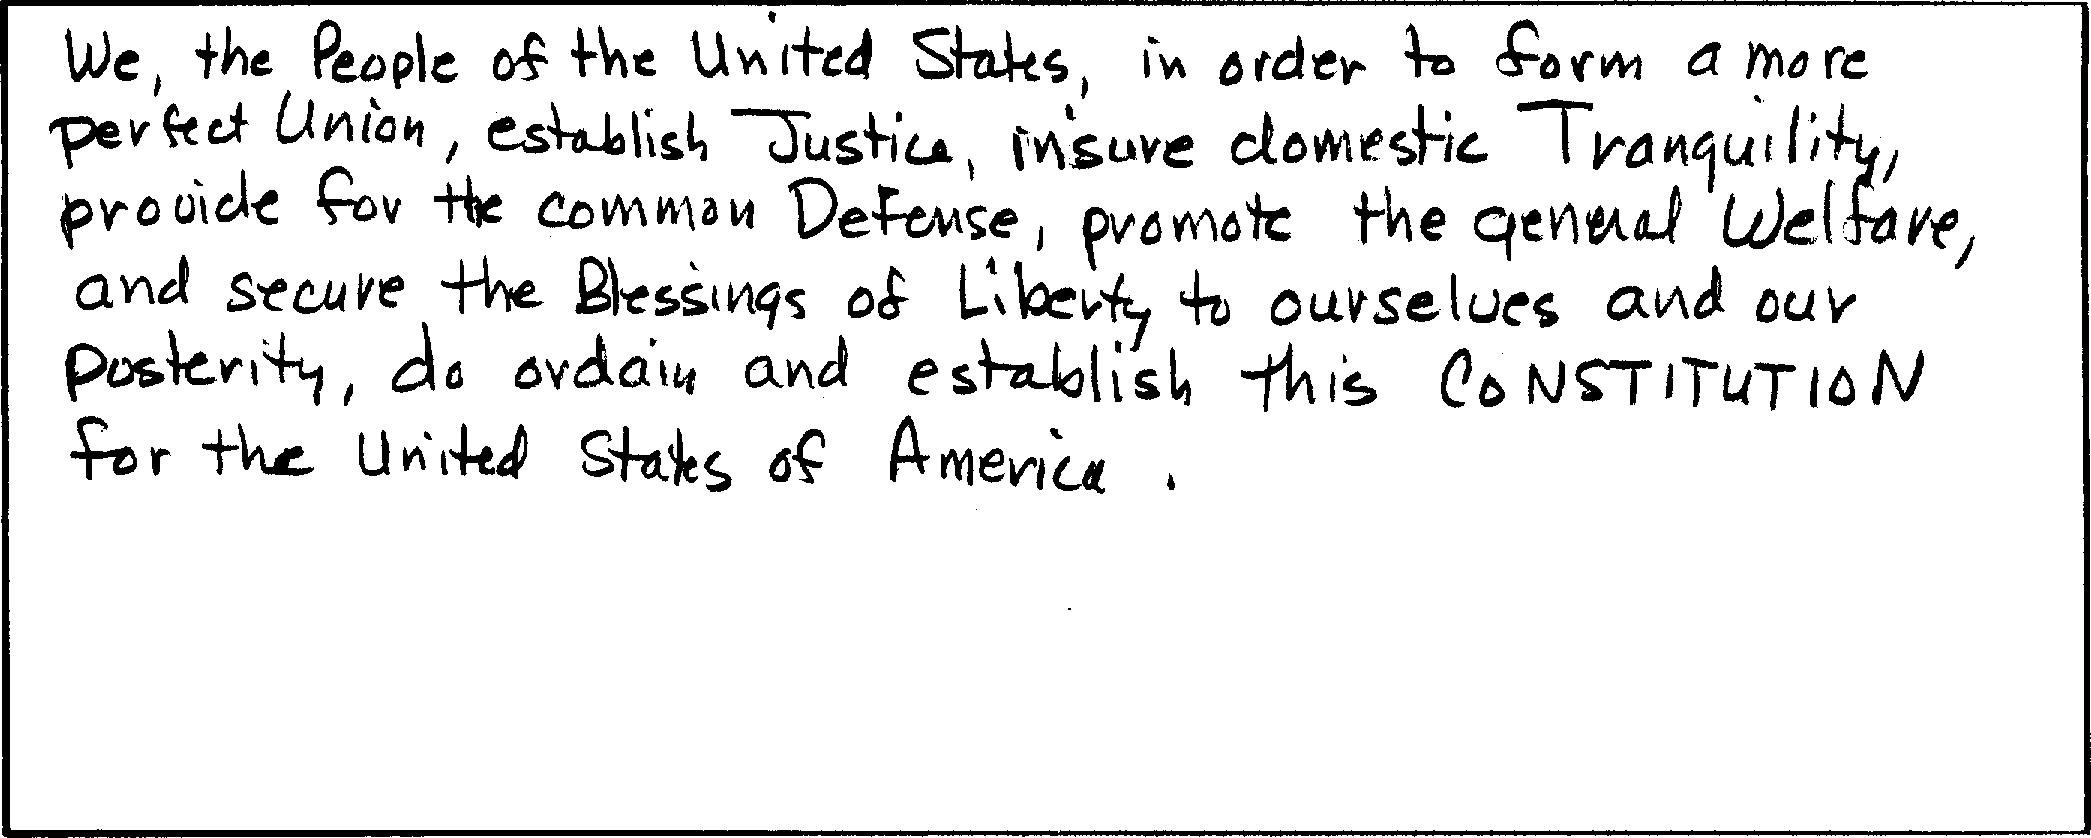 We, the People of the United States, in order to form a more
perfect Union, establish Justice, insure domestic Tranquility,
provide for the common Defense, promote the general Welfare,
and secure the Blessings of Liberty to ourselves and our
Posterity, do ordain and establish this CONSTITUTION
for the United States of America.